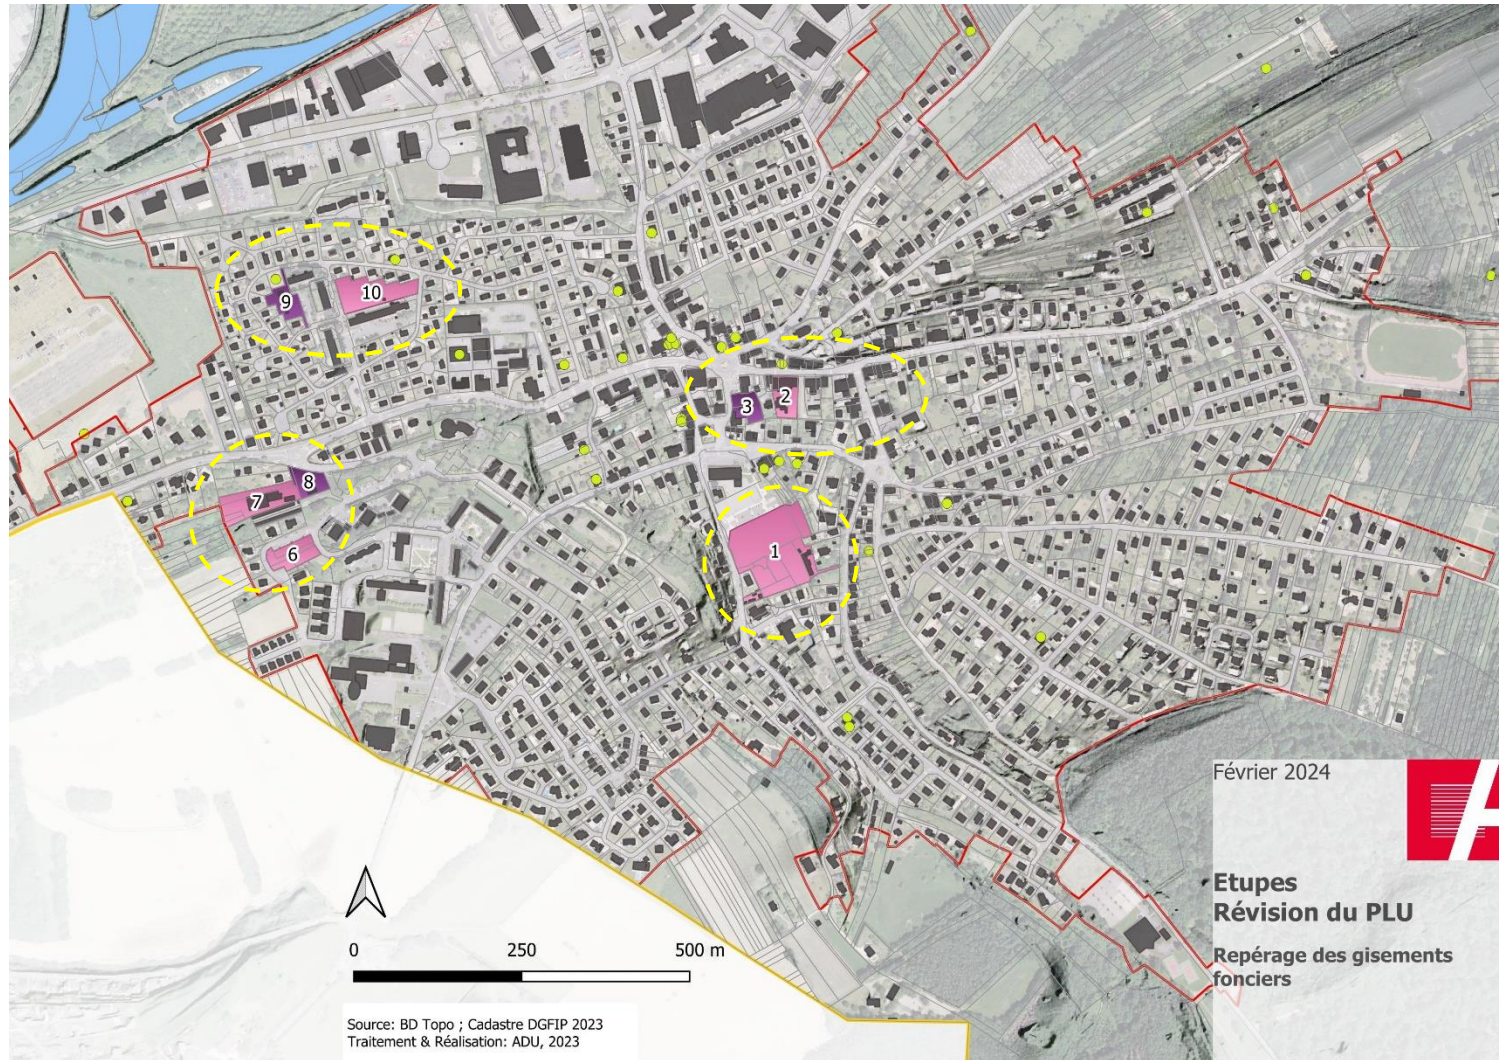 9
10
3
2
8
7
6
1
Février 2024
Etupes
Révision du PLU
Repérage des gisements
fonciers
0 250 500 m
Source: BD Topo ; Cadastre DGFIP 2023
Traitement & Réalisation: ADU, 2023